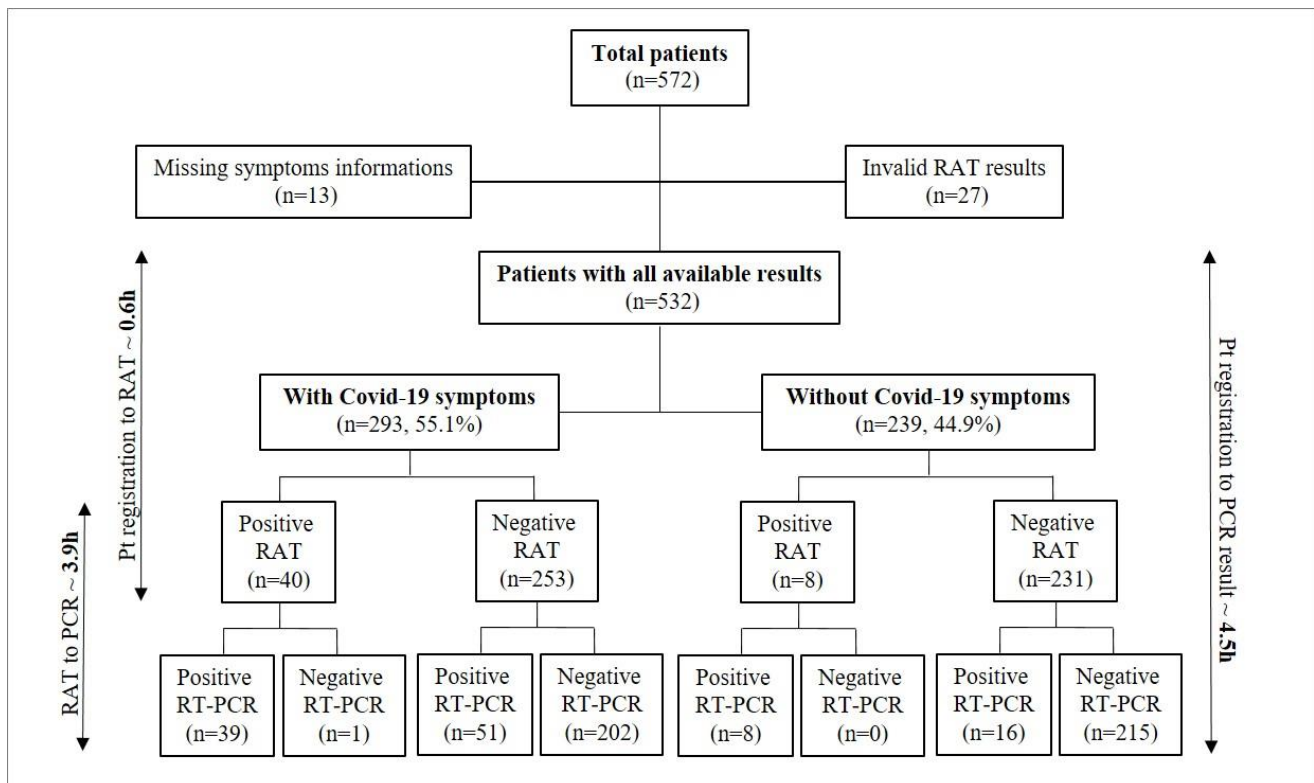 Total patients
(n=572)
Missing symptoms informations
(n=13)
Invalid RAT results
(n=27)
Patients with all available results
(n=532)
Pt registration to RAT ~ 0.6h
Pt registration to PCR result ~ 4.5h
With Covid-19 symptoms
(n=293, 55.1%)
Without Covid-19 symptoms
(n=239, 44.9%)
RAT to PCR ~ 3.9h
Positive
RAT
(n=40)
Negative
RAT
(n=253)
Positive
RAT
(n=8)
Negative
RAT
(n=231)
Positive
RT-PCR
(n=39)
Negative
RT-PCR
(n=1)
Positive
RT-PCR
(n=51)
Negative
RT-PCR
(n=202)
Positive
RT-PCR
(n=8)
Negative
RT-PCR
(n=0)
Positive
RT-PCR
(n=16)
Negative
RT-PCR
(n=215)